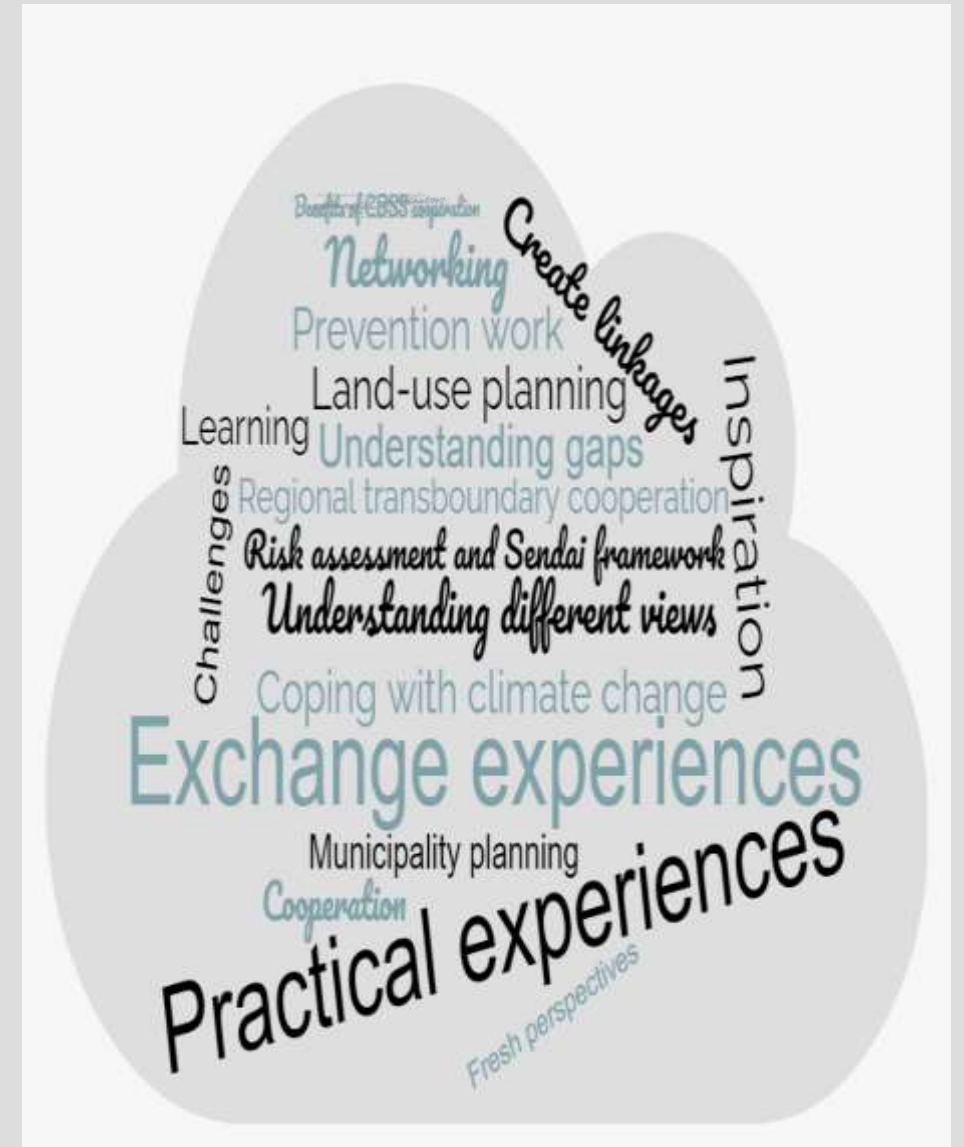 Benefits of CBSS cooperation
Networking
Create linkages
Prevention work
Land-use planning
Inspiration
Learning
Understanding gaps
Challenges
Regional transboundary cooperation
Risk assessment and Sendai framework
Understanding different views
Coping with climate change
Exchange experiences
Municipality planning
Cooperation
Practical experiences
Fresh perspectives